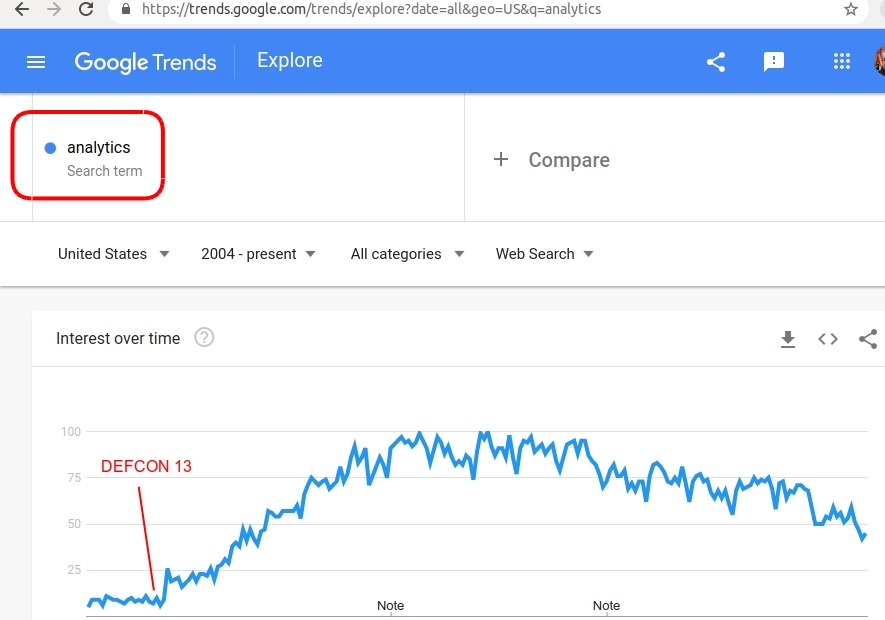 https://trends.google.com/trends/explore?date=all&geo=US&q=analytics
Google Trends
Explore
analytics
Search term
+ Compare
United States
2004 - present
All categories
Web Search
Interest over time
?
100
DEFCON 13
75
50
25
Note
Note